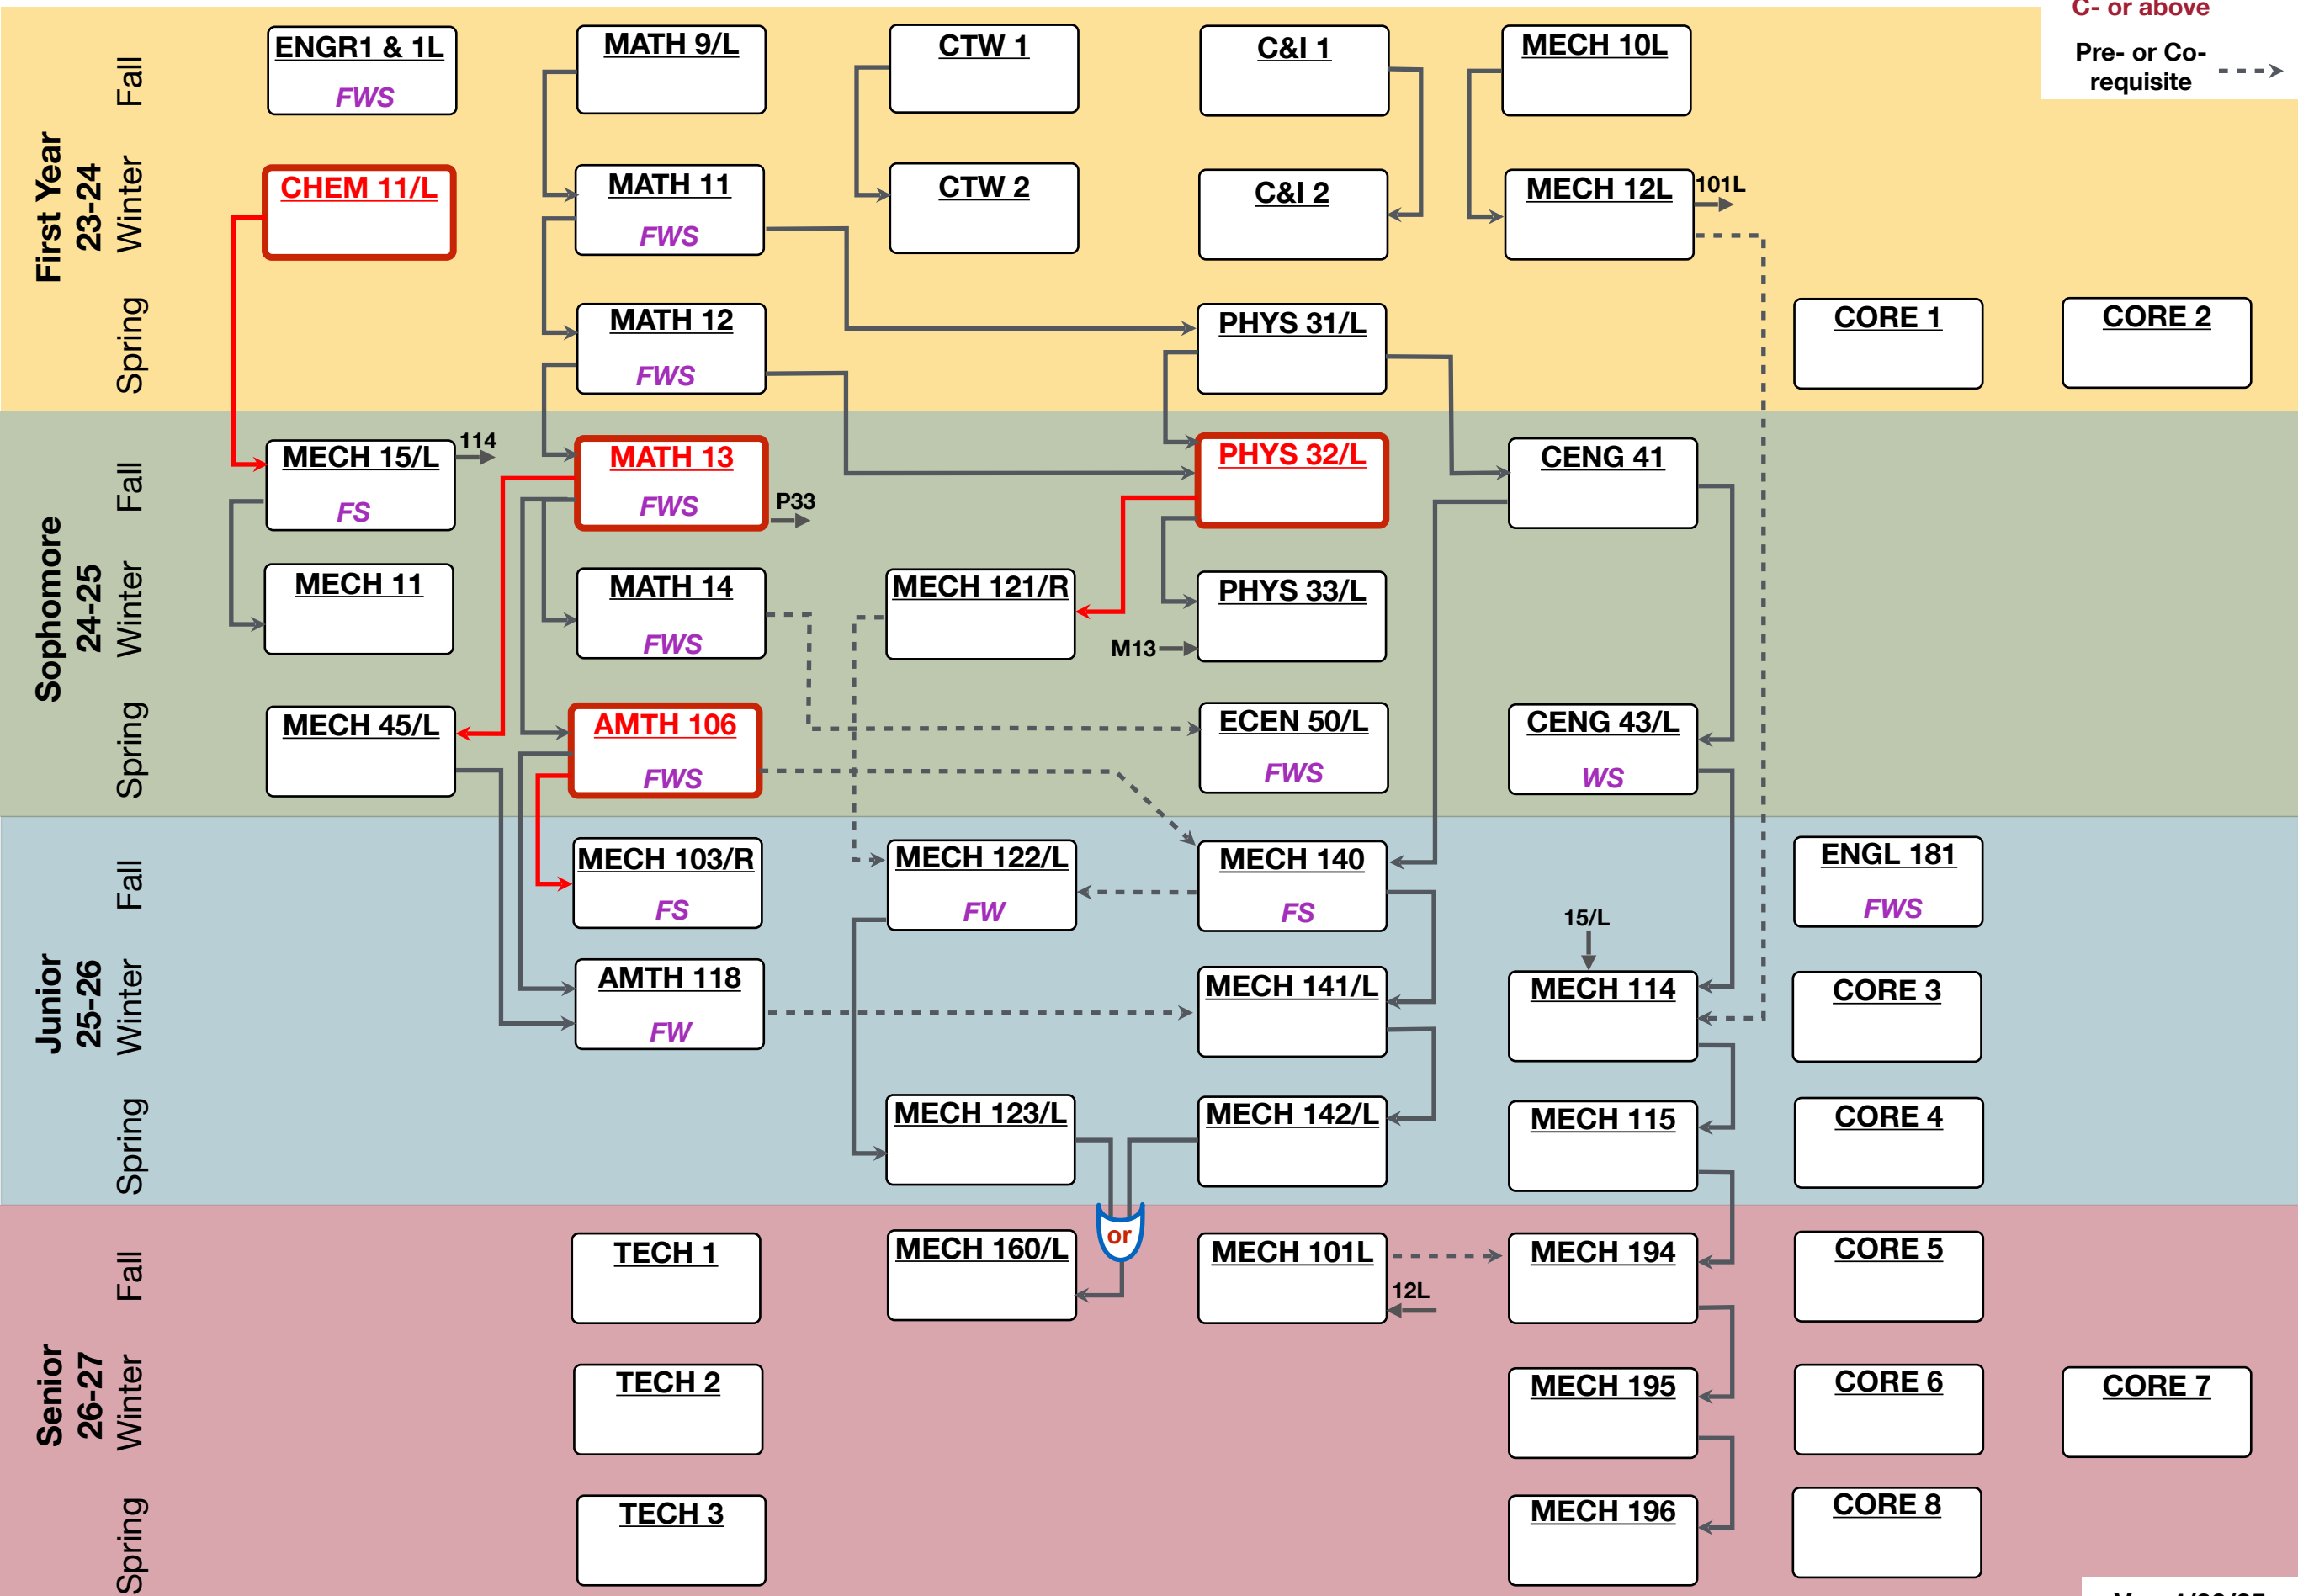 C- or above
Pre- or Co-
requisite
First Year
23-24
Fall
ENGR1 & 1L
FWS
MATH 9/L
CTW 1
C&I 1
MECH 10L
Winter
CHEM 11/L
MATH 11
FWS
CTW 2
C&I 2
MECH 12L
101L
Spring
MATH 12
FWS
PHYS 31/L
CORE 1
CORE 2
Sophomore
24-25
Fall
MECH 15/L
FS
114
MATH 13
FWS
P33
PHYS 32/L
CENG 41
Winter
MECH 11
MATH 14
FWS
MECH 121/R
M13
PHYS 33/L
Spring
MECH 45/L
AMTH 106
FWS
ECEN 50/L
FWS
CENG 43/L
WS
Junior
25-26
Fall
MECH 103/R
FS
MECH 122/L
FW
MECH 140
FS
ENGL 181
FWS
Winter
AMTH 118
FW
MECH 141/L
15/L
MECH 114
CORE 3
Spring
MECH 123/L
MECH 142/L
MECH 115
CORE 4
or
Senior
26-27
Fall
TECH 1
MECH 160/L
MECH 101L
12L
MECH 194
CORE 5
Winter
TECH 2
MECH 195
CORE 6
CORE 7
Spring
TECH 3
MECH 196
CORE 8